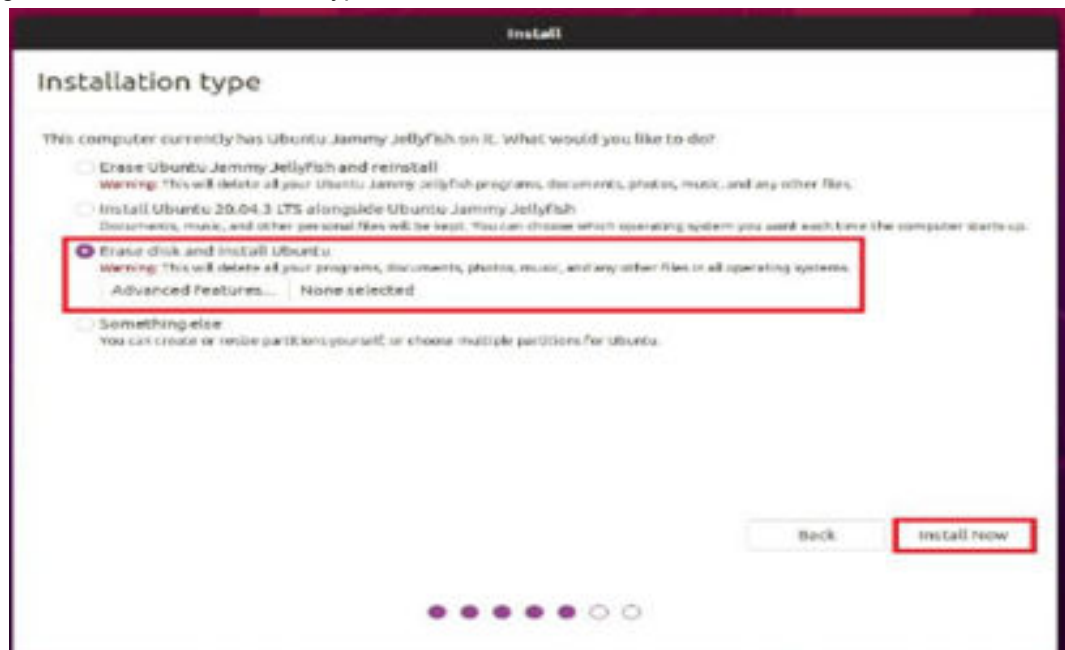 Install
Installation type
This computer currently has Ubuntu Jammy Jellyfish on it. What would you like to do?
Erase Ubuntu Jammy Jellyfish and reinstall
Warning: This will delete all your Ubuntu Jammy Jellyfish programs, documents, photos, music, and any other files.
Install Ubuntu 20.04.3 LTS alongside Ubuntu Jammy Jellyfish
Documents, music, and other personal files will be kept. You can choose which operating system you want each time the computer starts up.
Erase disk and install Ubuntu
Warning: This will delete all your programs, documents, photos, music, and any other files in all operating systems.
Advanced Features... None selected
Something else
You can create or resize partitions yourself, or choose multiple partitions for Ubuntu.
Back Install Now